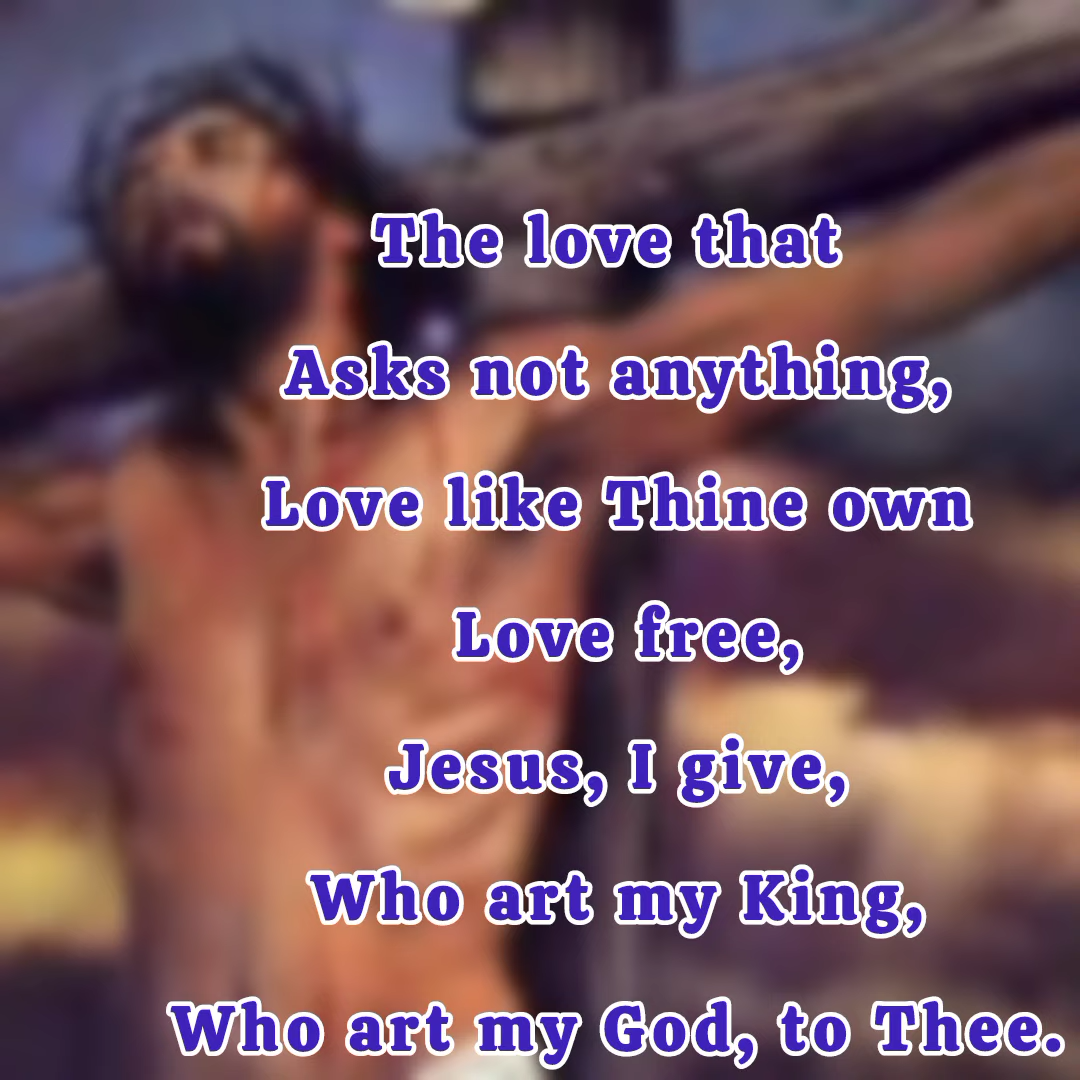 The love that
Asks not anything,
Love like Thine own
Love free,
Jesus, I give,
Who art my King,
Who art my God, to Thee.